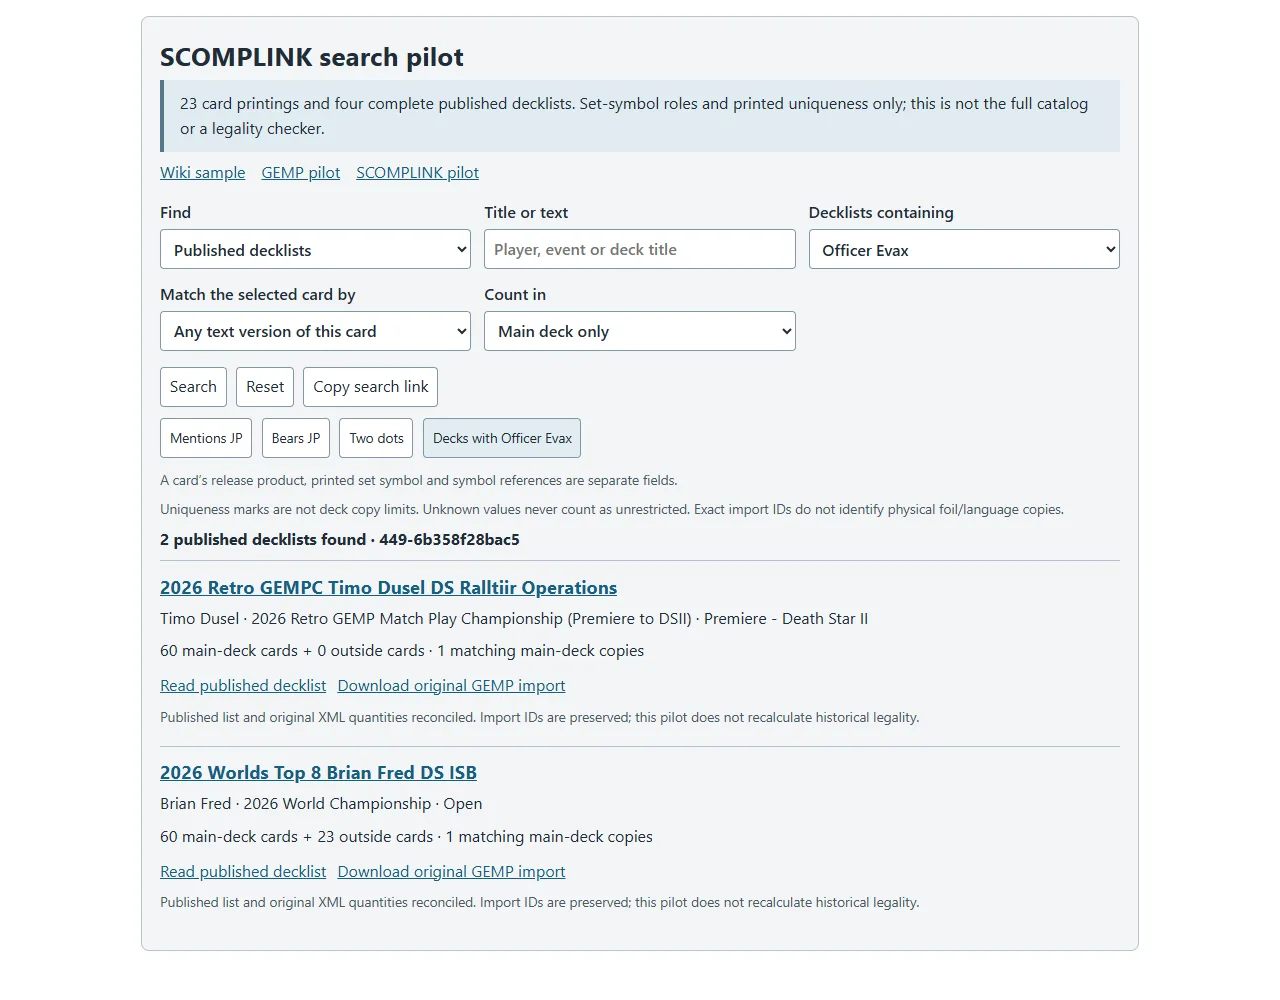 SCOMPLINK search pilot
23 card printings and four complete published decklists. Set-symbol roles and printed uniqueness only; this is not the full catalog
or a legality checker.
Wiki sample GEMP pilot SCOMPLINK pilot
Find Title or text Decklists containing
Published decklists Player, event or deck title Officer Evax
Match the selected card by Count in
Any text version of this card Main deck only
Search Reset Copy search link
Mentions JP Bears JP Two dots Decks with Officer Evax
A card’s release product, printed set symbol and symbol references are separate fields.
Uniqueness marks are not deck copy limits. Unknown values never count as unrestricted. Exact import IDs do not identify physical foil/language copies.
2 published decklists found · 449-6b358f28bac5
2026 Retro GEMPC Timo Dusel DS Ralltiir Operations
Timo Dusel · 2026 Retro GEMP Match Play Championship (Premiere to DSII) · Premiere - Death Star II
60 main-deck cards + 0 outside cards · 1 matching main-deck copies
Read published decklist Download original GEMP import
Published list and original XML quantities reconciled. Import IDs are preserved; this pilot does not recalculate historical legality.
2026 Worlds Top 8 Brian Fred DS ISB
Brian Fred · 2026 World Championship · Open
60 main-deck cards + 23 outside cards · 1 matching main-deck copies
Read published decklist Download original GEMP import
Published list and original XML quantities reconciled. Import IDs are preserved; this pilot does not recalculate historical legality.